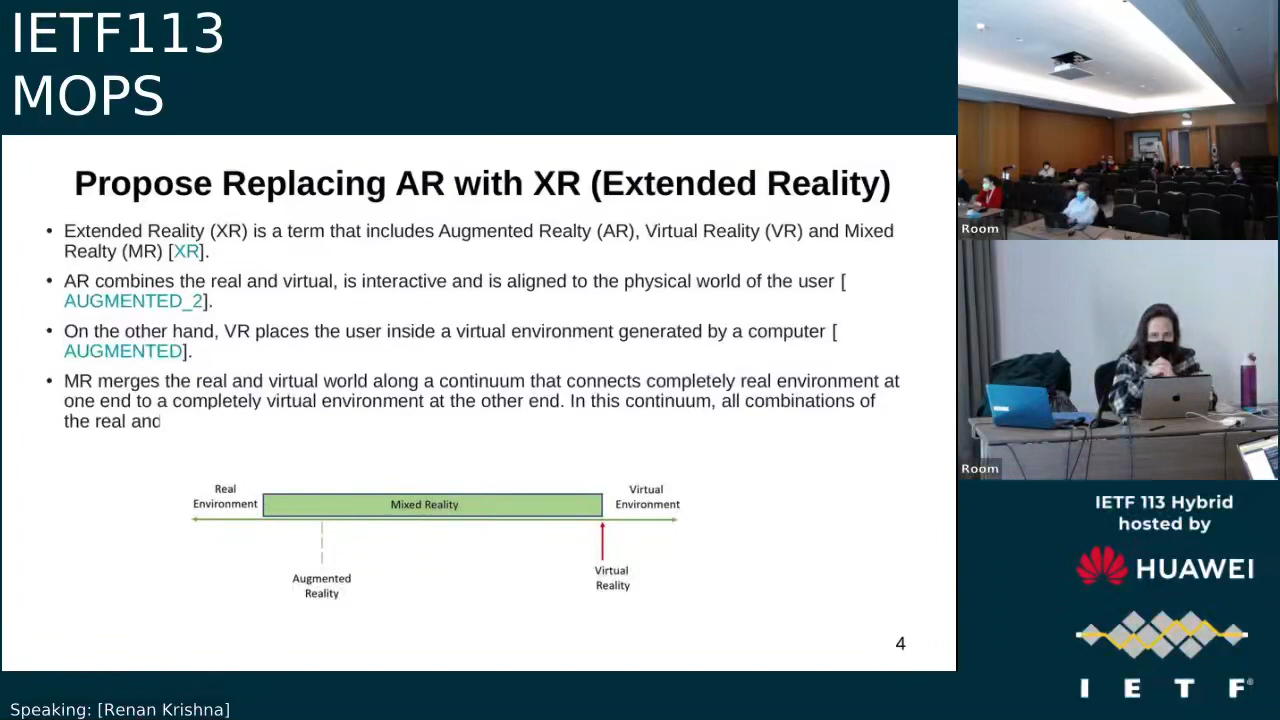 IETF113
MOPS
Propose Replacing AR with XR (Extended Reality)
• Extended Reality (XR) is a term that includes Augmented Realty (AR), Virtual Reality (VR) and Mixed
Realty (MR) [XR].
• AR combines the real and virtual, is interactive and is aligned to the physical world of the user [
AUGMENTED_2].
• On the other hand, VR places the user inside a virtual environment generated by a computer [
AUGMENTED].
• MR merges the real and virtual world along a continuum that connects completely real environment at
one end to a completely virtual environment at the other end. In this continuum, all combinations of
the real and
Real
Environment
Mixed Reality
Virtual
Environment
Augmented
Reality
Virtual
Reality
4
Speaking: [Renan Krishna]
Room
Room
IETF 113 Hybrid
hosted by
HUAWEI
I E T F®